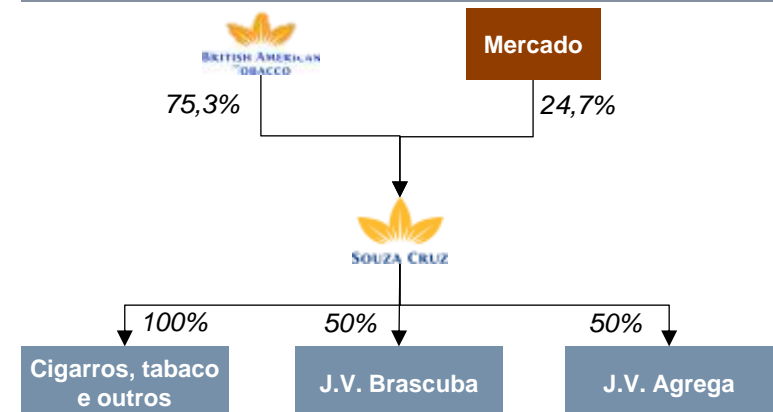 BRITISH AMERICAN
TOBACCO
Mercado
75,3%
24,7%
SOUZA CRUZ
100%
50%
50%
Cigarros, tabaco
e outros
J.V. Brascuba
J.V. Agrega